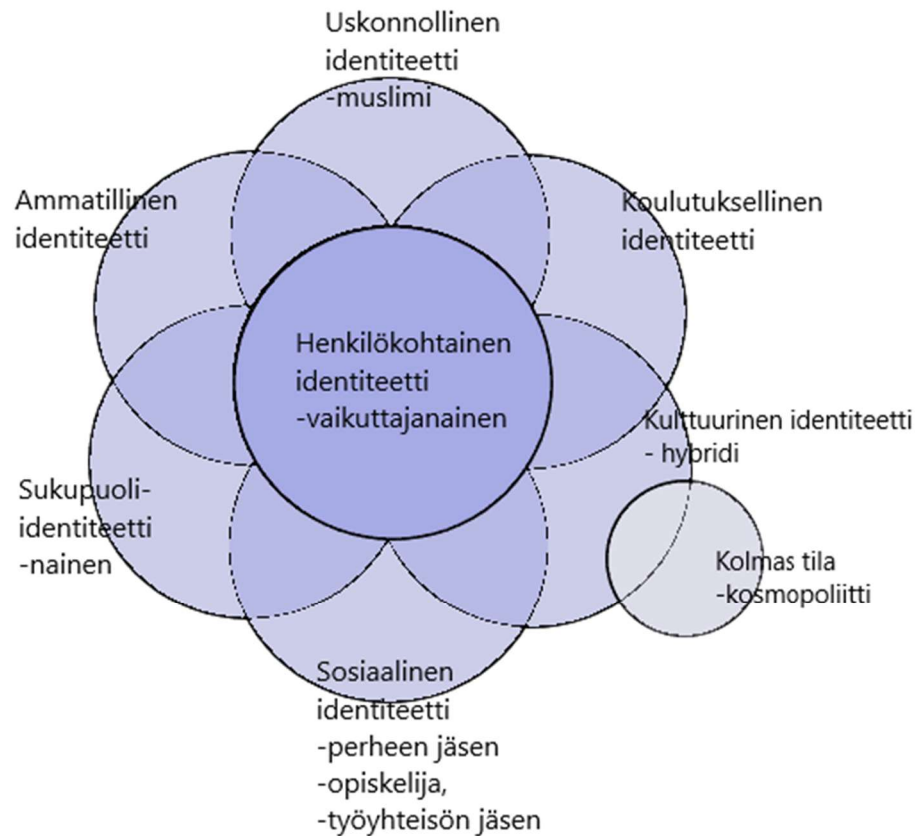 Uskonnollinen
identiteetti
-muslimi
Ammatillinen
identiteetti
Koulutuksellinen
identiteetti
Henkilökohtainen
identiteetti
-vaikuttajanainen
Kulttuurinen identiteetti
- hybridi
Sukupuoli-
identiteetti
-nainen
Kolmas tila
-kosmopoliitti
Sosiaalinen
identiteetti
-perheen jäsen
-opiskelija,
-työyhteisön jäsen